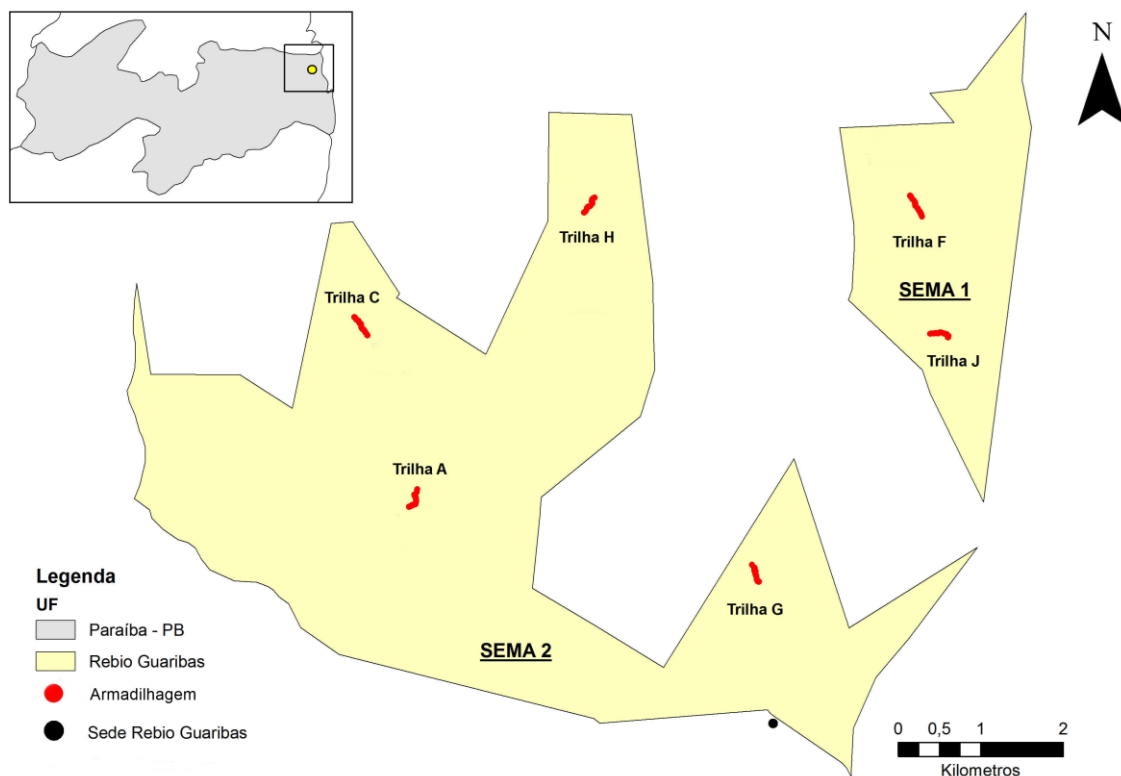 N
Trilha H
Trilha F
SEMA 1
Trilha C
Trilha J
Trilha A
Trilha G
SEMA 2
Legenda
UF
Paraíba - PB
Rebio Guaribas
Armadilhagem
Sede Rebio Guaribas
0 0,5 1 2
Kilometros